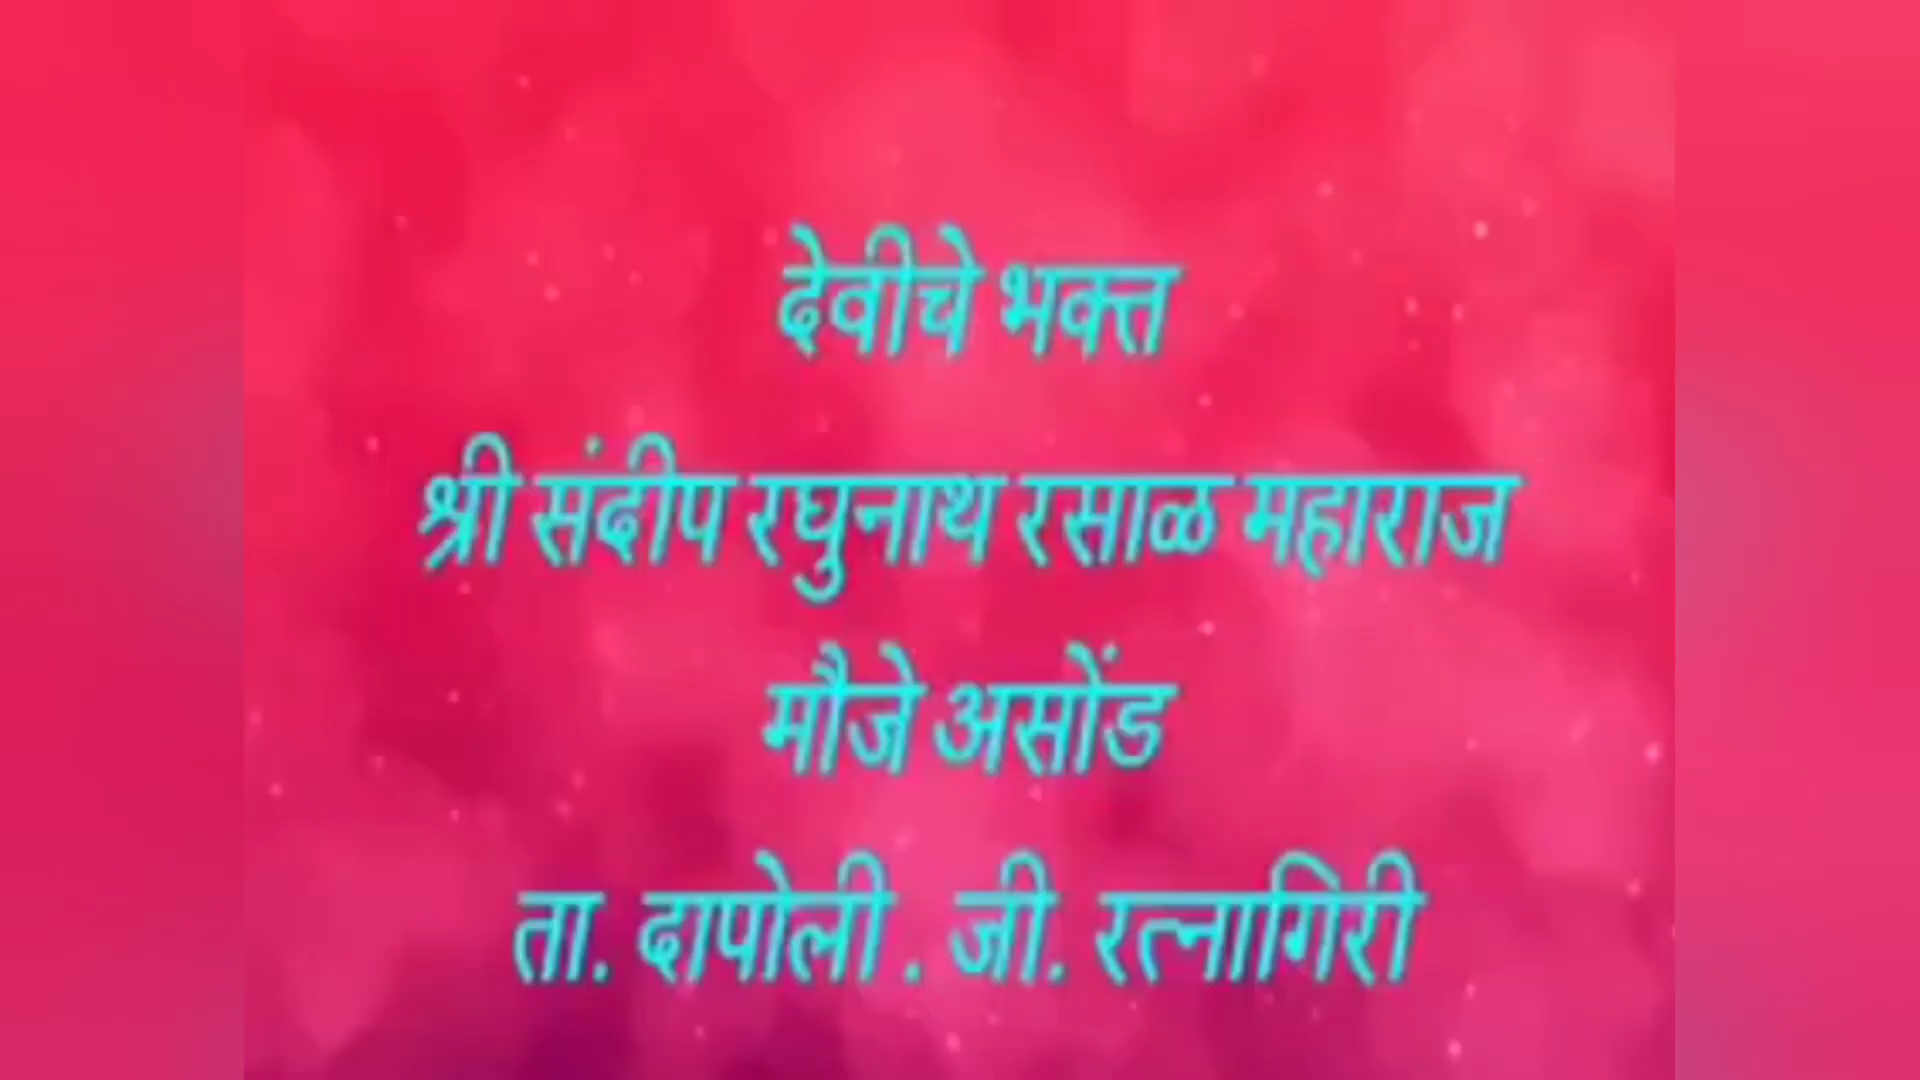 देवीचे भक्त
श्री संदीप रघुनाथ रसाळ महाराज
मौजे असोंड
ता. दापोली . जी. रत्नागिरी